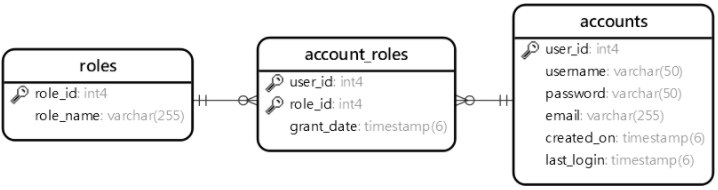 roles
role_id: int4
role_name: varchar(255)
account_roles
user_id: int4
role_id: int4
grant_date: timestamp(6)
accounts
user_id: int4
username: varchar(50)
password: varchar(50)
email: varchar(255)
created_on: timestamp(6)
last_login: timestamp(6)